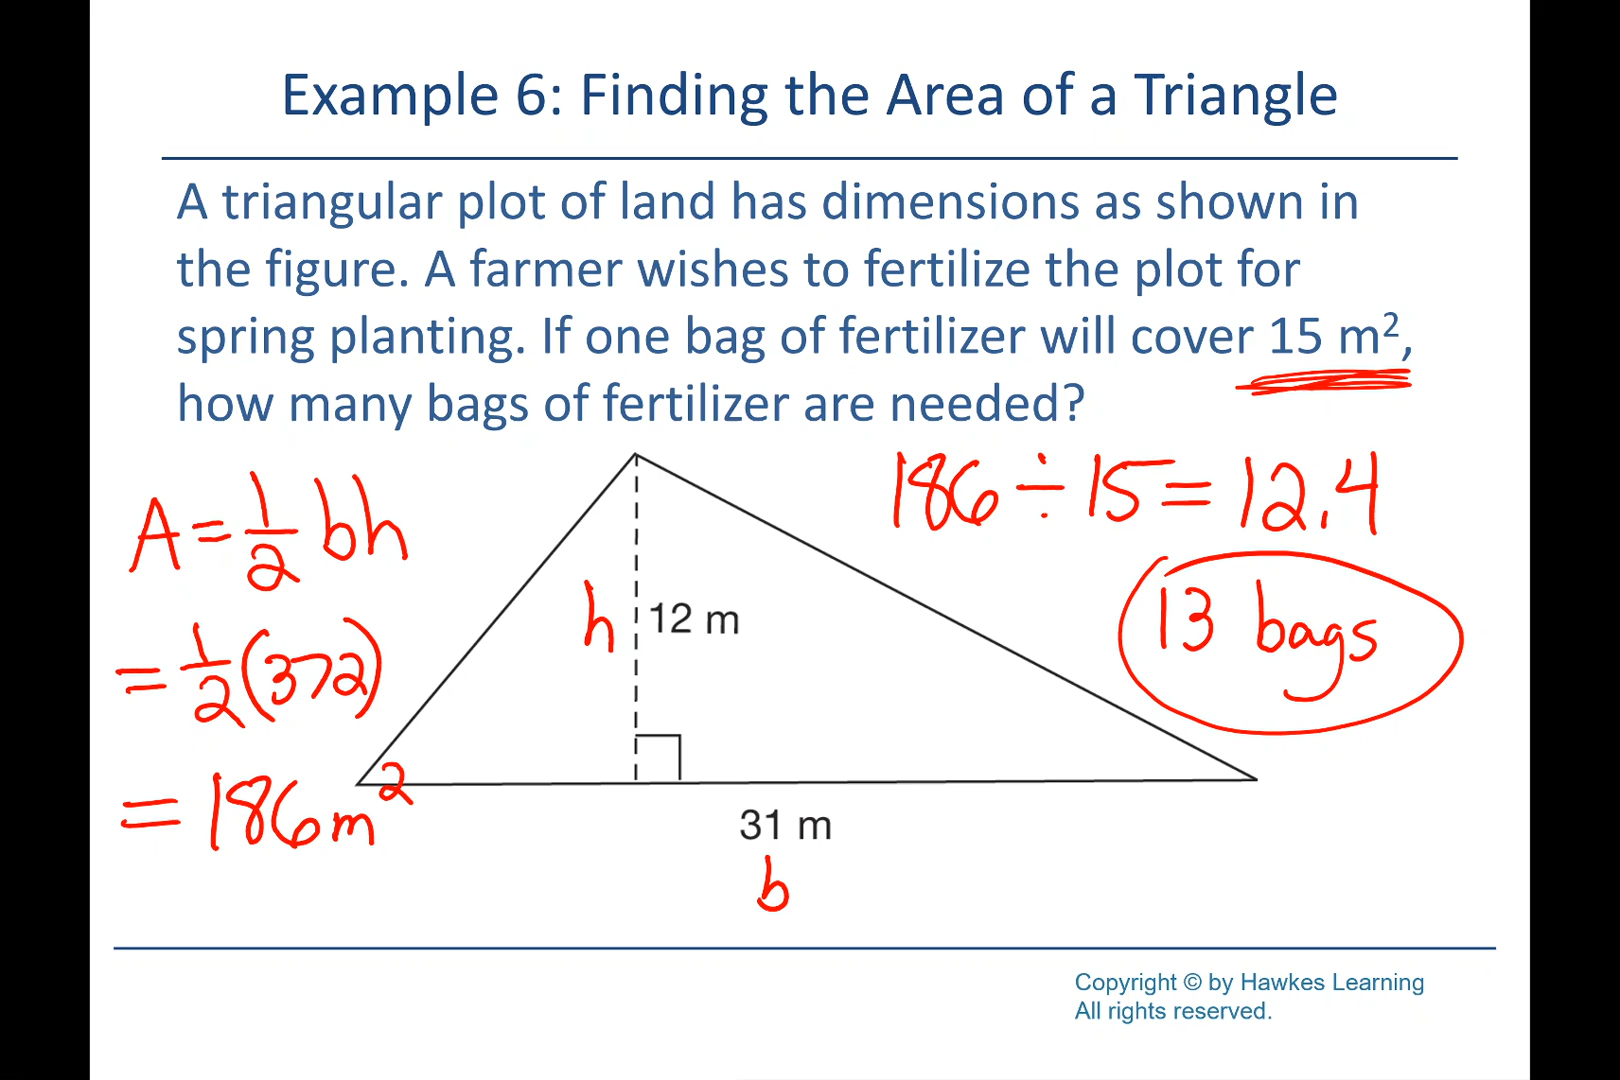 Example 6: Finding the Area of a Triangle
A triangular plot of land has dimensions as shown in
the figure. A farmer wishes to fertilize the plot for
spring planting. If one bag of fertilizer will cover 15 m²,
how many bags of fertilizer are needed?
A = 1/2 bh
= 1/2 (372)
= 186 m²
h
12 m
31 m
b
186 ÷ 15 = 12.4
13 bags
Copyright © by Hawkes Learning
All rights reserved.